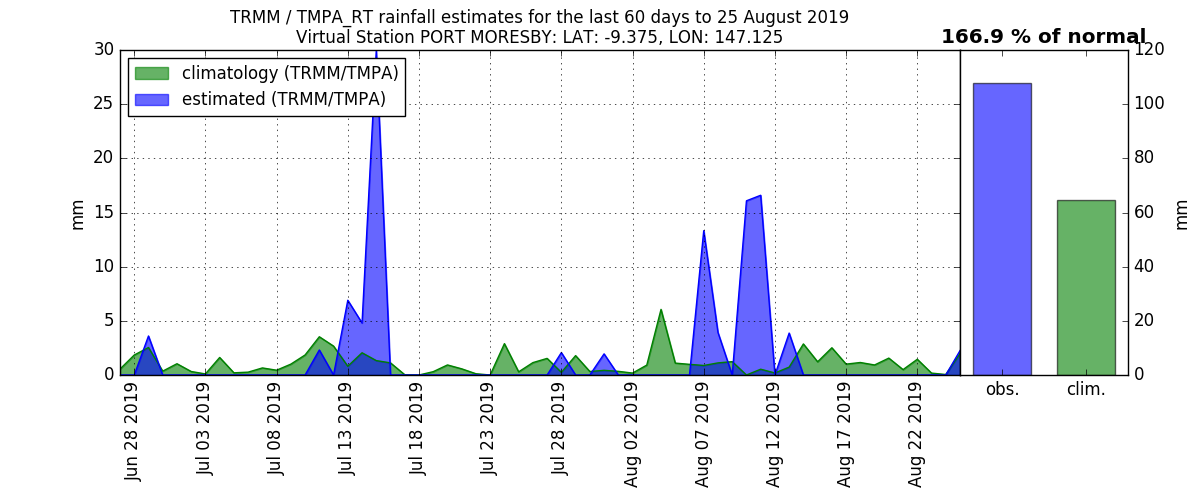 TRMM / TMPA_RT rainfall estimates for the last 60 days to 25 August 2019
Virtual Station PORT MORESBY: LAT: -9.375, LON: 147.125
166.9 % of normal
climatology (TRMM/TMPA)
estimated (TRMM/TMPA)
mm
30
25
20
15
10
5
0
Jun 28 2019
Jul 03 2019
Jul 08 2019
Jul 13 2019
Jul 18 2019
Jul 23 2019
Jul 28 2019
Aug 02 2019
Aug 07 2019
Aug 12 2019
Aug 17 2019
Aug 22 2019
obs.
clim.
120
100
80
60
40
20
0
mm